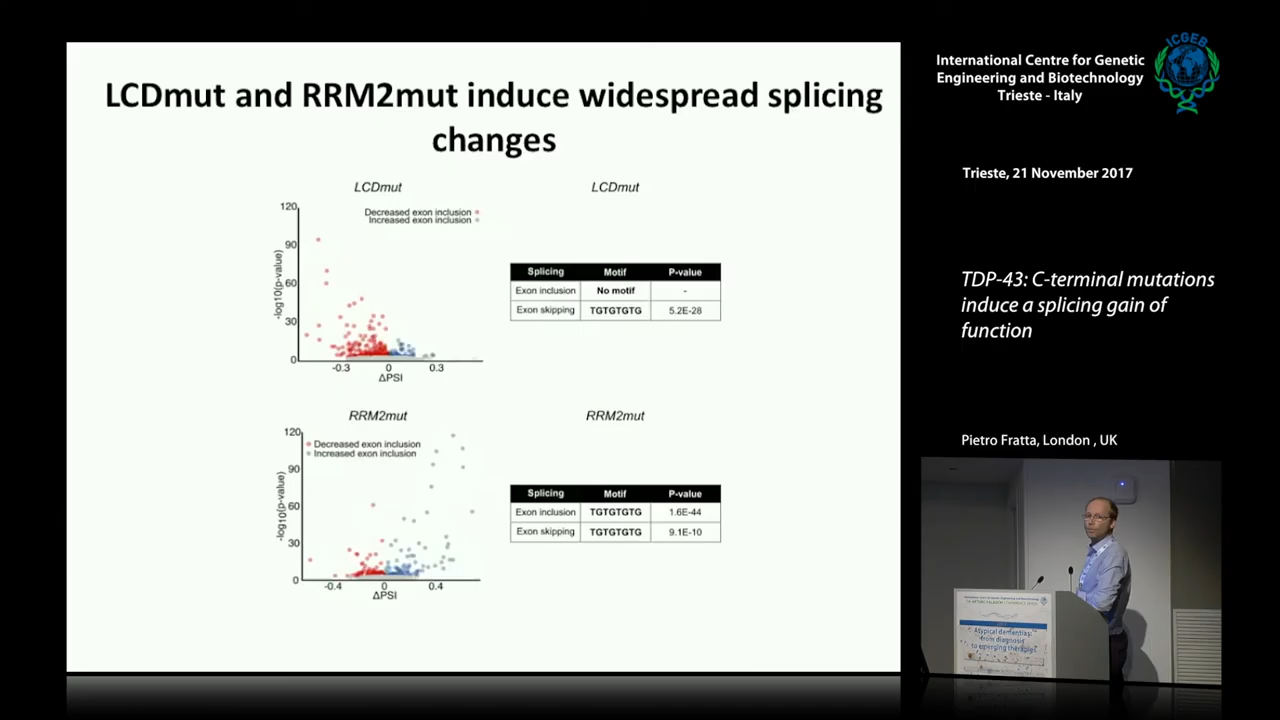 LCDmut and RRM2mut induce widespread splicing
changes
LCDmut
120
90
60
30
0
-log10(p-value)
Decreased exon inclusion
Increased exon inclusion
-0.3
0
0.3
ΔPSI
LCDmut
Splicing Motif P-value
Exon inclusion No motif -
Exon skipping TGTGTGTG 5.2E-28
RRM2mut
120
90
60
30
0
-log10(p-value)
Decreased exon inclusion
Increased exon inclusion
-0.4
0
0.4
ΔPSI
RRM2mut
Splicing Motif P-value
Exon inclusion TGTGTGTG 1.6E-44
Exon skipping TGTGTGTG 9.1E-10
International Centre for Genetic
Engineering and Biotechnology
Trieste - Italy
ICGEB
Trieste, 21 November 2017
TDP-43: C-terminal mutations
induce a splicing gain of
function
Pietro Fratta, London , UK
Atypical dementias:
from diagnosis
to emerging therapies